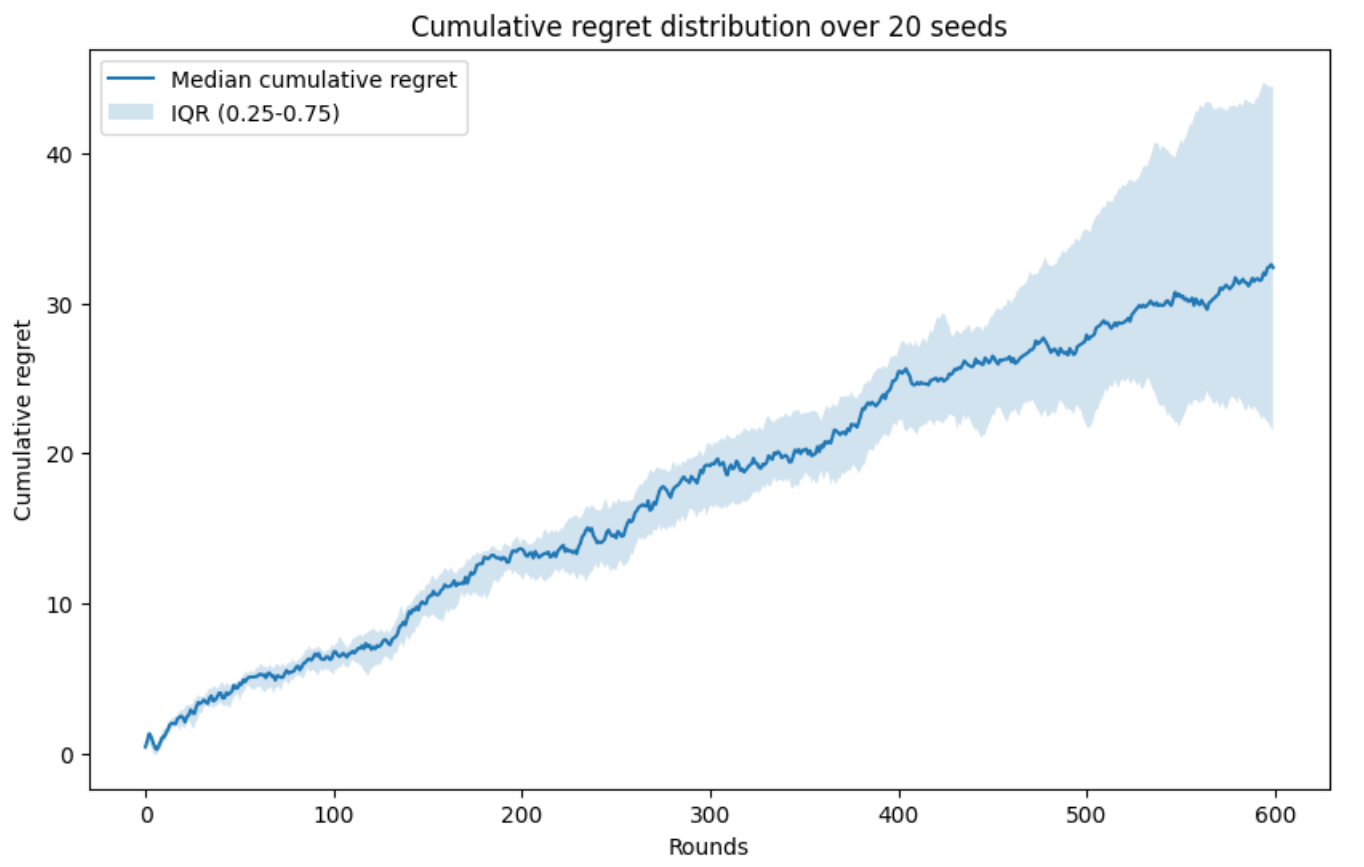 Cumulative regret distribution over 20 seeds
Median cumulative regret
IQR (0.25-0.75)
Cumulative regret
40
30
20
10
0
0 100 200 300 400 500 600
Rounds